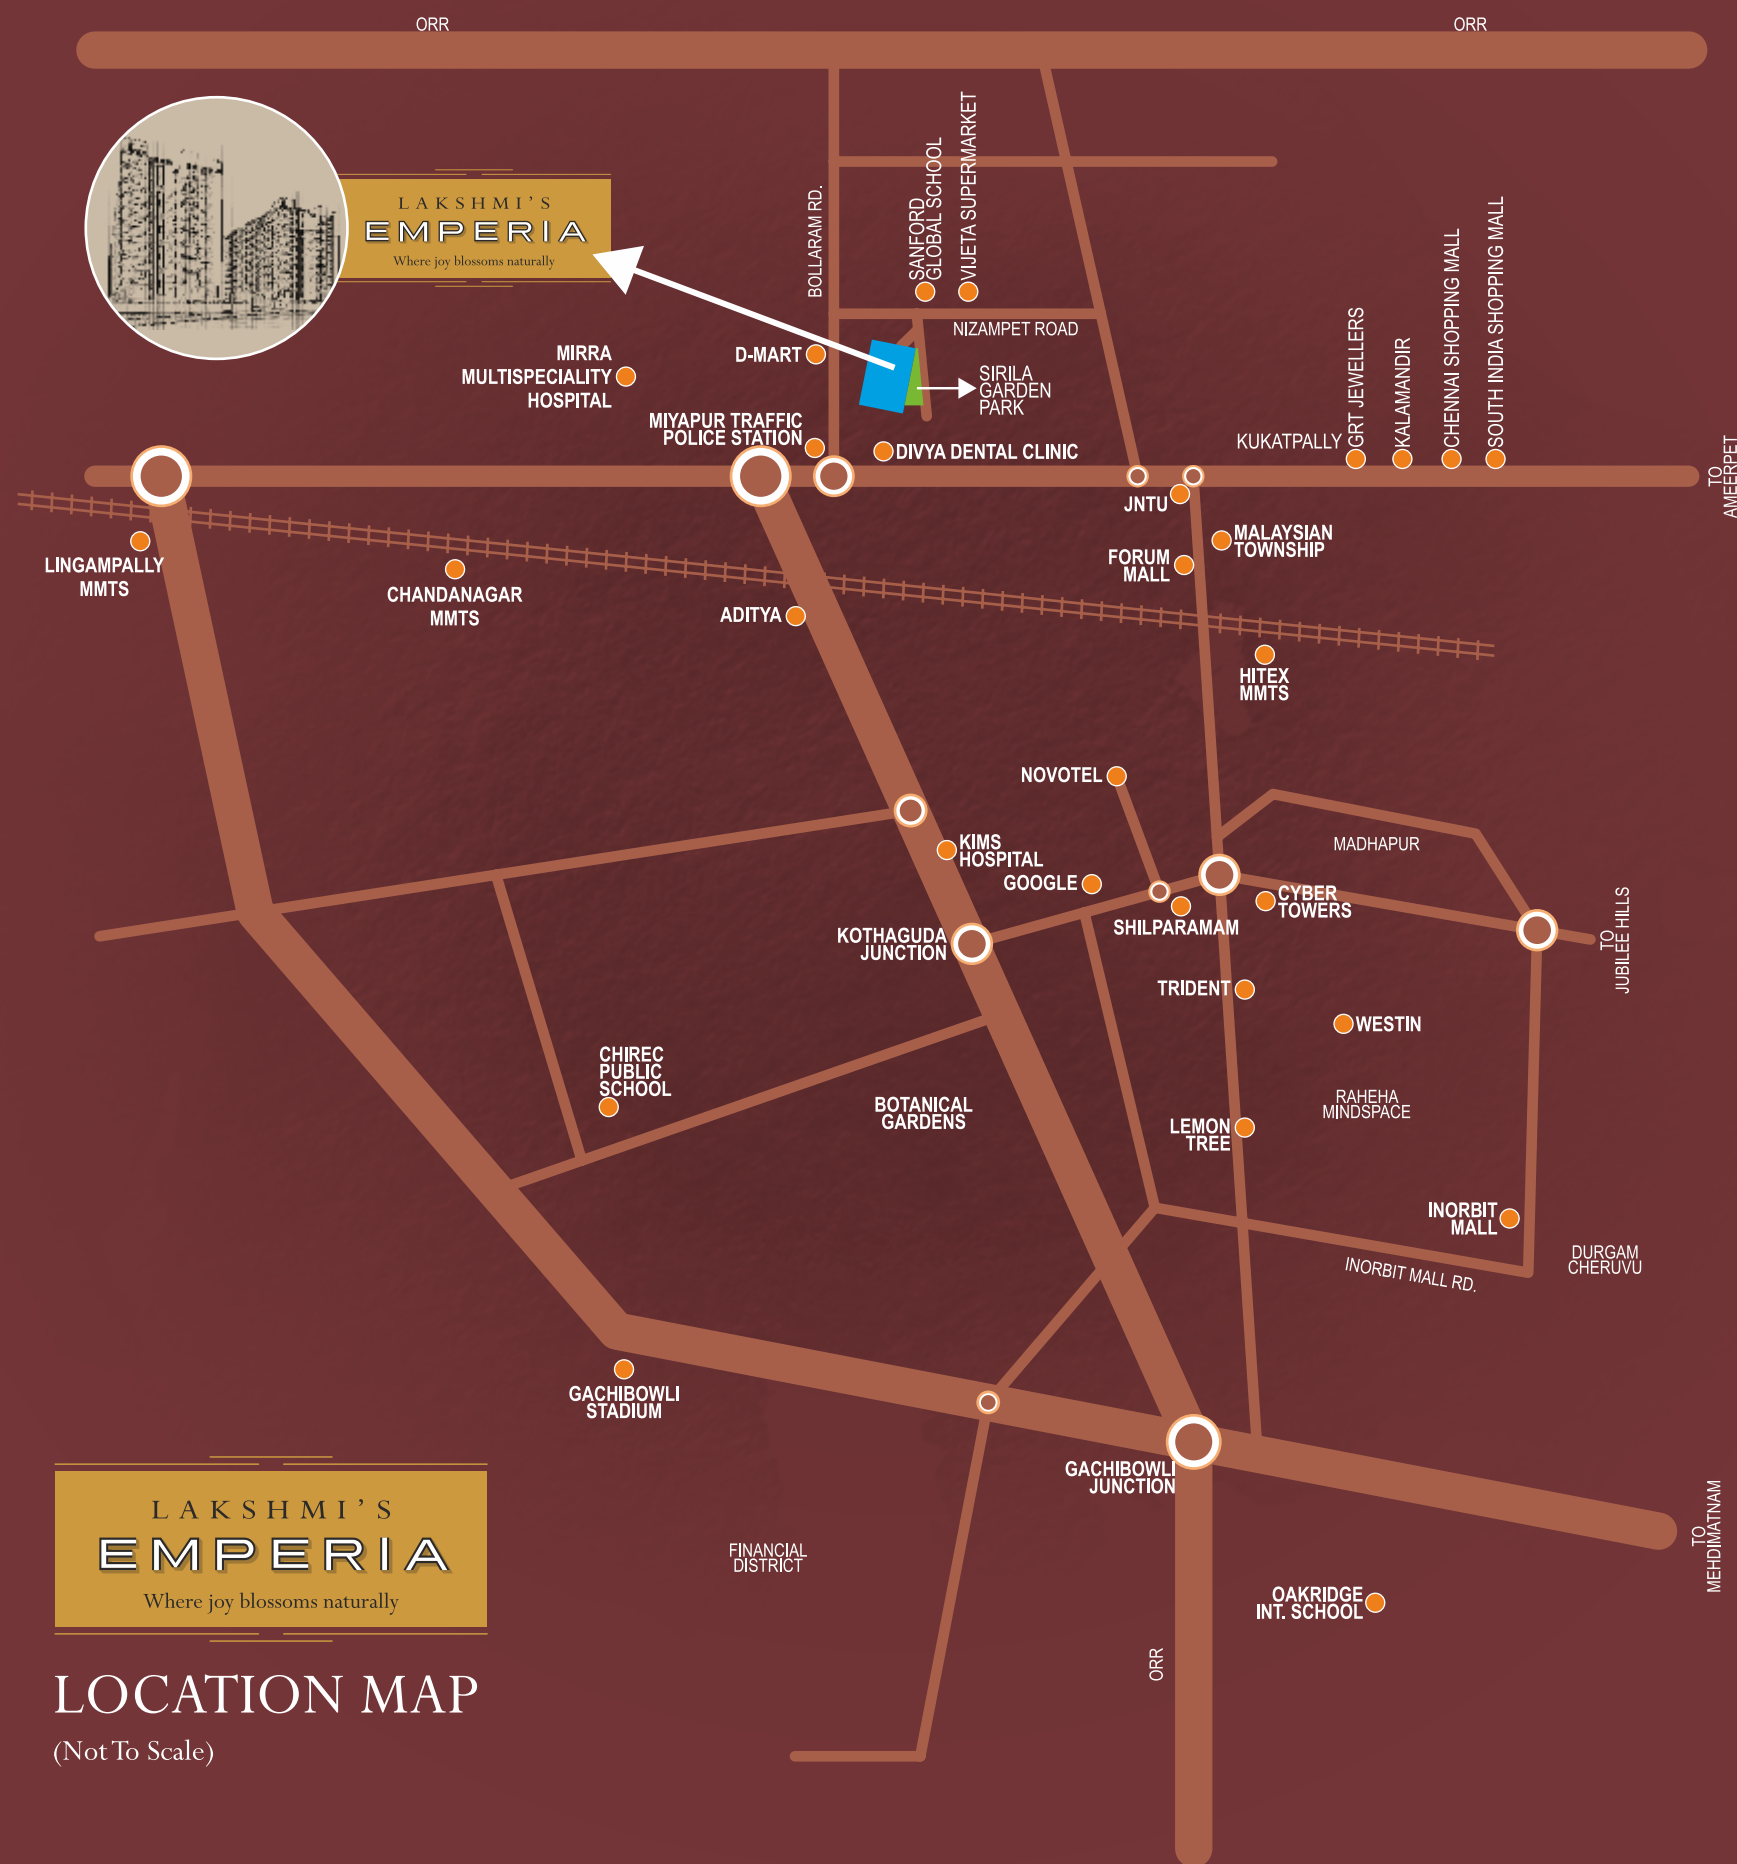 ORR
ORR
LAKSHMI'S
EMPERIA
Where joy blossoms naturally
BOLLARAM RD.
SANFORD
GLOBAL SCHOOL
VIJETA SUPERMARKET
NIZAMPET ROAD
D-MART
MIRRA
MULTISPECIALITY
HOSPITAL
SIRILA
GARDEN
PARK
MIYAPUR TRAFFIC
POLICE STATION
DIVYA DENTAL CLINIC
KUKATPALLY
GRT JEWELLERS
KALAMANDIR
CHENNAI SHOPPING MALL
SOUTH INDIA SHOPPING MALL
TO
AMEERPET
JNTU
MALAYSIAN
TOWNSHIP
FORUM
MALL
LINGAMPALLY
MMTS
CHANDANAGAR
MMTS
ADITYA
HITEX
MMTS
NOVOTEL
KIMS
HOSPITAL
GOOGLE
MADHAPUR
CYBER
TOWERS
SHILPARAMAM
KOTHAGUDA
JUNCTION
TO
JUBILEE HILLS
TRIDENT
WESTIN
CHIREC
PUBLIC
SCHOOL
BOTANICAL
GARDENS
RAHEHA
MINDSPACE
LEMON
TREE
INORBIT
MALL
INORBIT MALL RD.
DURGAM
CHERUVU
GACHIBOWLI
STADIUM
GACHIBOWLI
JUNCTION
TO
MEHDIMATNAM
FINANCIAL
DISTRICT
OAKRIDGE
INT. SCHOOL
ORR
LAKSHMI'S
EMPERIA
Where joy blossoms naturally
LOCATION MAP
(Not To Scale)